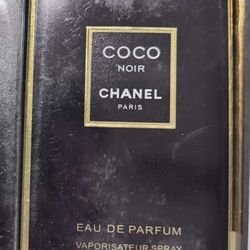 COCO
NOIR
CHANEL
PARIS
EAU DE PARFUM
VAPORISATEUR SPRAY